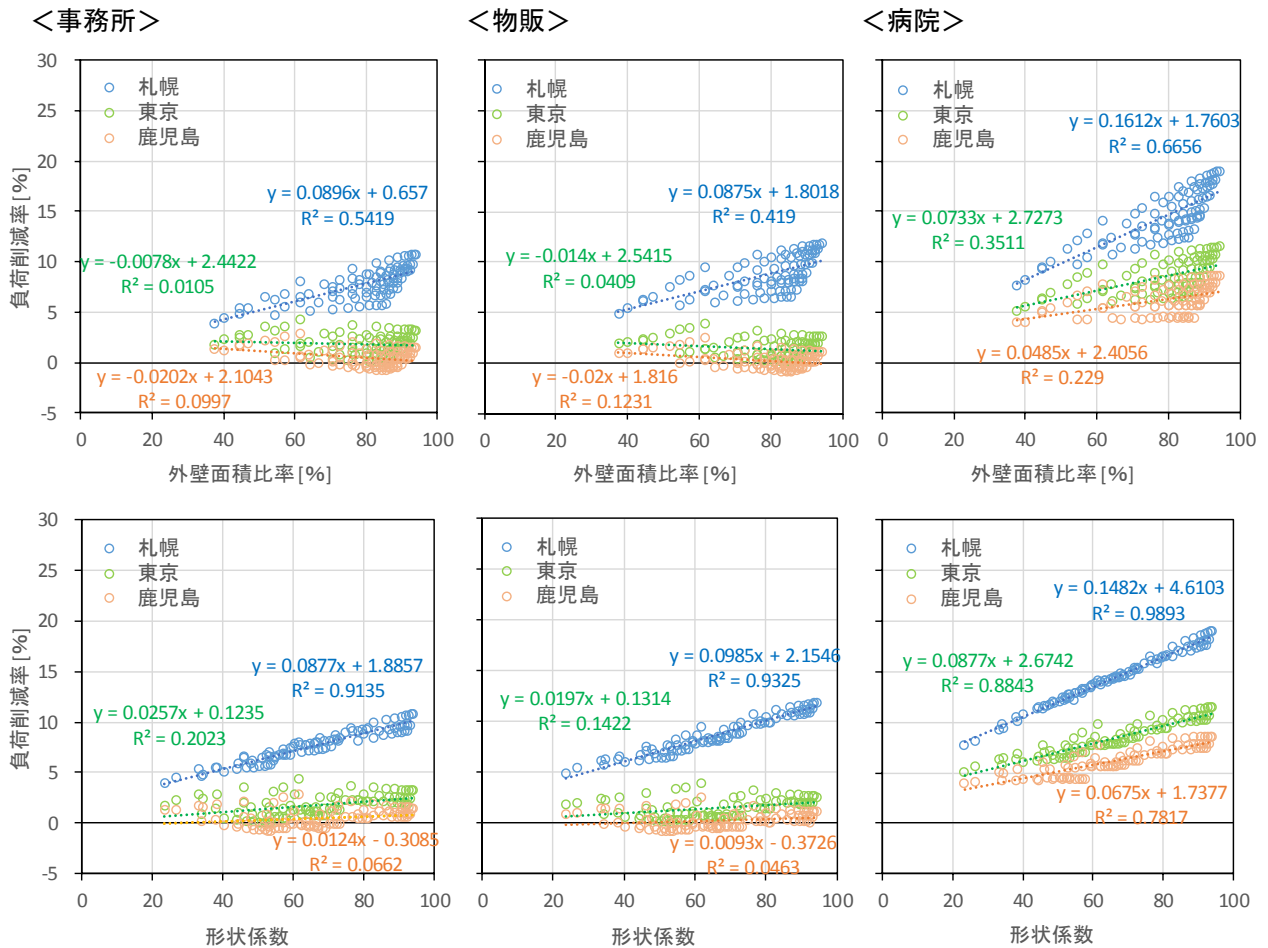 ＜事務所＞
＜物販＞
＜病院＞
負荷削減率[%]
30
25
20
15
10
5
0
-5
札幌
東京
鹿児島
y = 0.0896x + 0.657
R² = 0.5419
y = -0.0078x + 2.4422
R² = 0.0105
y = -0.0202x + 2.1043
R² = 0.0997
0 20 40 60 80 100
外壁面積比率[%]
札幌
東京
鹿児島
y = 0.0875x + 1.8018
R² = 0.419
y = -0.014x + 2.5415
R² = 0.0409
y = -0.02x + 1.816
R² = 0.1231
0 20 40 60 80 100
外壁面積比率[%]
札幌
東京
鹿児島
y = 0.1612x + 1.7603
R² = 0.6656
y = 0.0733x + 2.7273
R² = 0.3511
y = 0.0485x + 2.4056
R² = 0.229
0 20 40 60 80 100
外壁面積比率[%]
負荷削減率[%]
30
25
20
15
10
5
0
-5
札幌
東京
鹿児島
y = 0.0877x + 1.8857
R² = 0.9135
y = 0.0257x + 0.1235
R² = 0.2023
y = 0.0124x - 0.3085
R² = 0.0662
0 20 40 60 80 100
形状係数
札幌
東京
鹿児島
y = 0.0985x + 2.1546
R² = 0.9325
y = 0.0197x + 0.1314
R² = 0.1422
y = 0.0093x - 0.3726
R² = 0.0463
0 20 40 60 80 100
形状係数
札幌
東京
鹿児島
y = 0.1482x + 4.6103
R² = 0.9893
y = 0.0877x + 2.6742
R² = 0.8843
y = 0.0675x + 1.7377
R² = 0.7817
0 20 40 60 80 100
形状係数